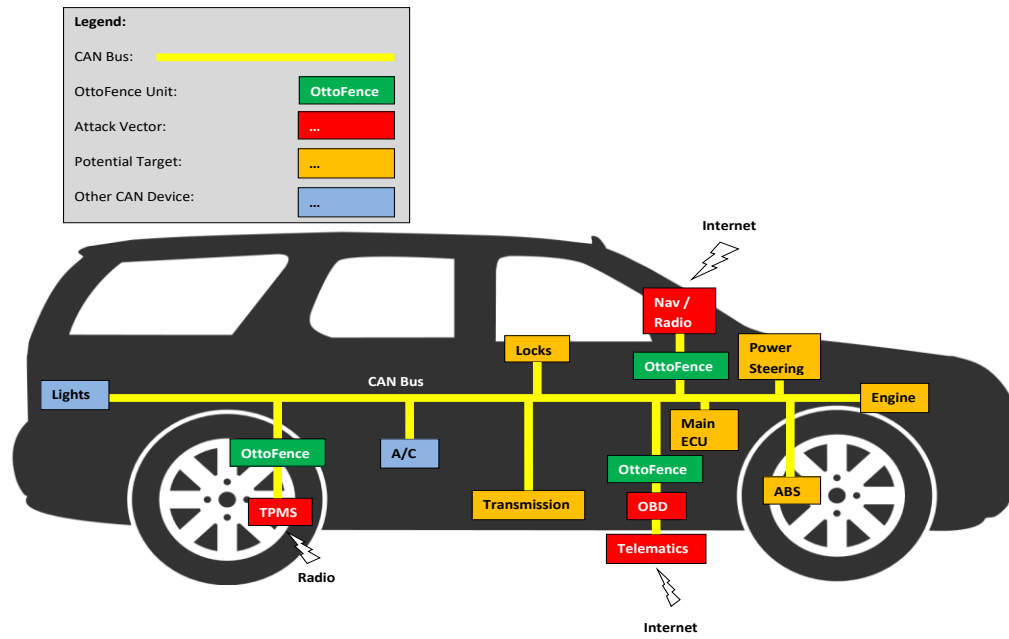 Legend:
CAN Bus:
OttoFence Unit:
OttoFence
Attack Vector:
...
Potential Target:
...
Other CAN Device:
...
Internet
Nav /
Radio
Locks
Power
Steering
OttoFence
CAN Bus
Lights
Engine
Main
ECU
OttoFence
A/C
OttoFence
ABS
Transmission
OBD
TPMS
Telematics
Radio
Internet